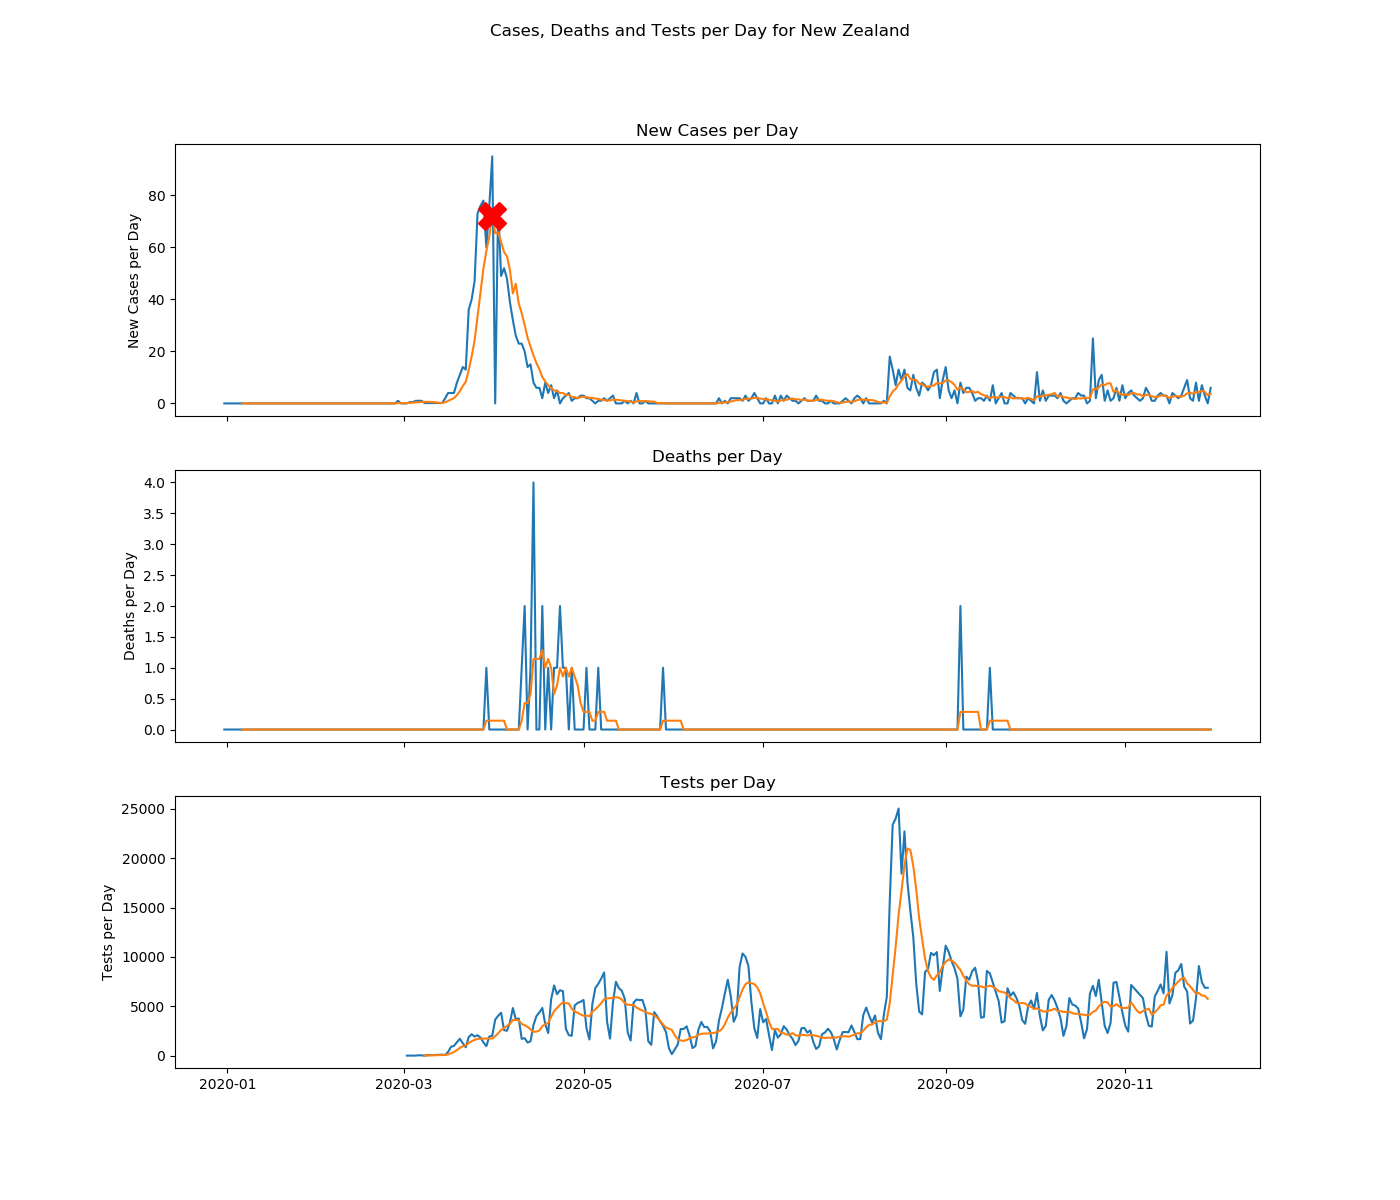 Cases, Deaths and Tests per Day for New Zealand
New Cases per Day
New Cases per Day
80
60
40
20
0
Deaths per Day
Deaths per Day
4.0
3.5
3.0
2.5
2.0
1.5
1.0
0.5
0.0
Tests per Day
Tests per Day
25000
20000
15000
10000
5000
0
2020-01 2020-03 2020-05 2020-07 2020-09 2020-11